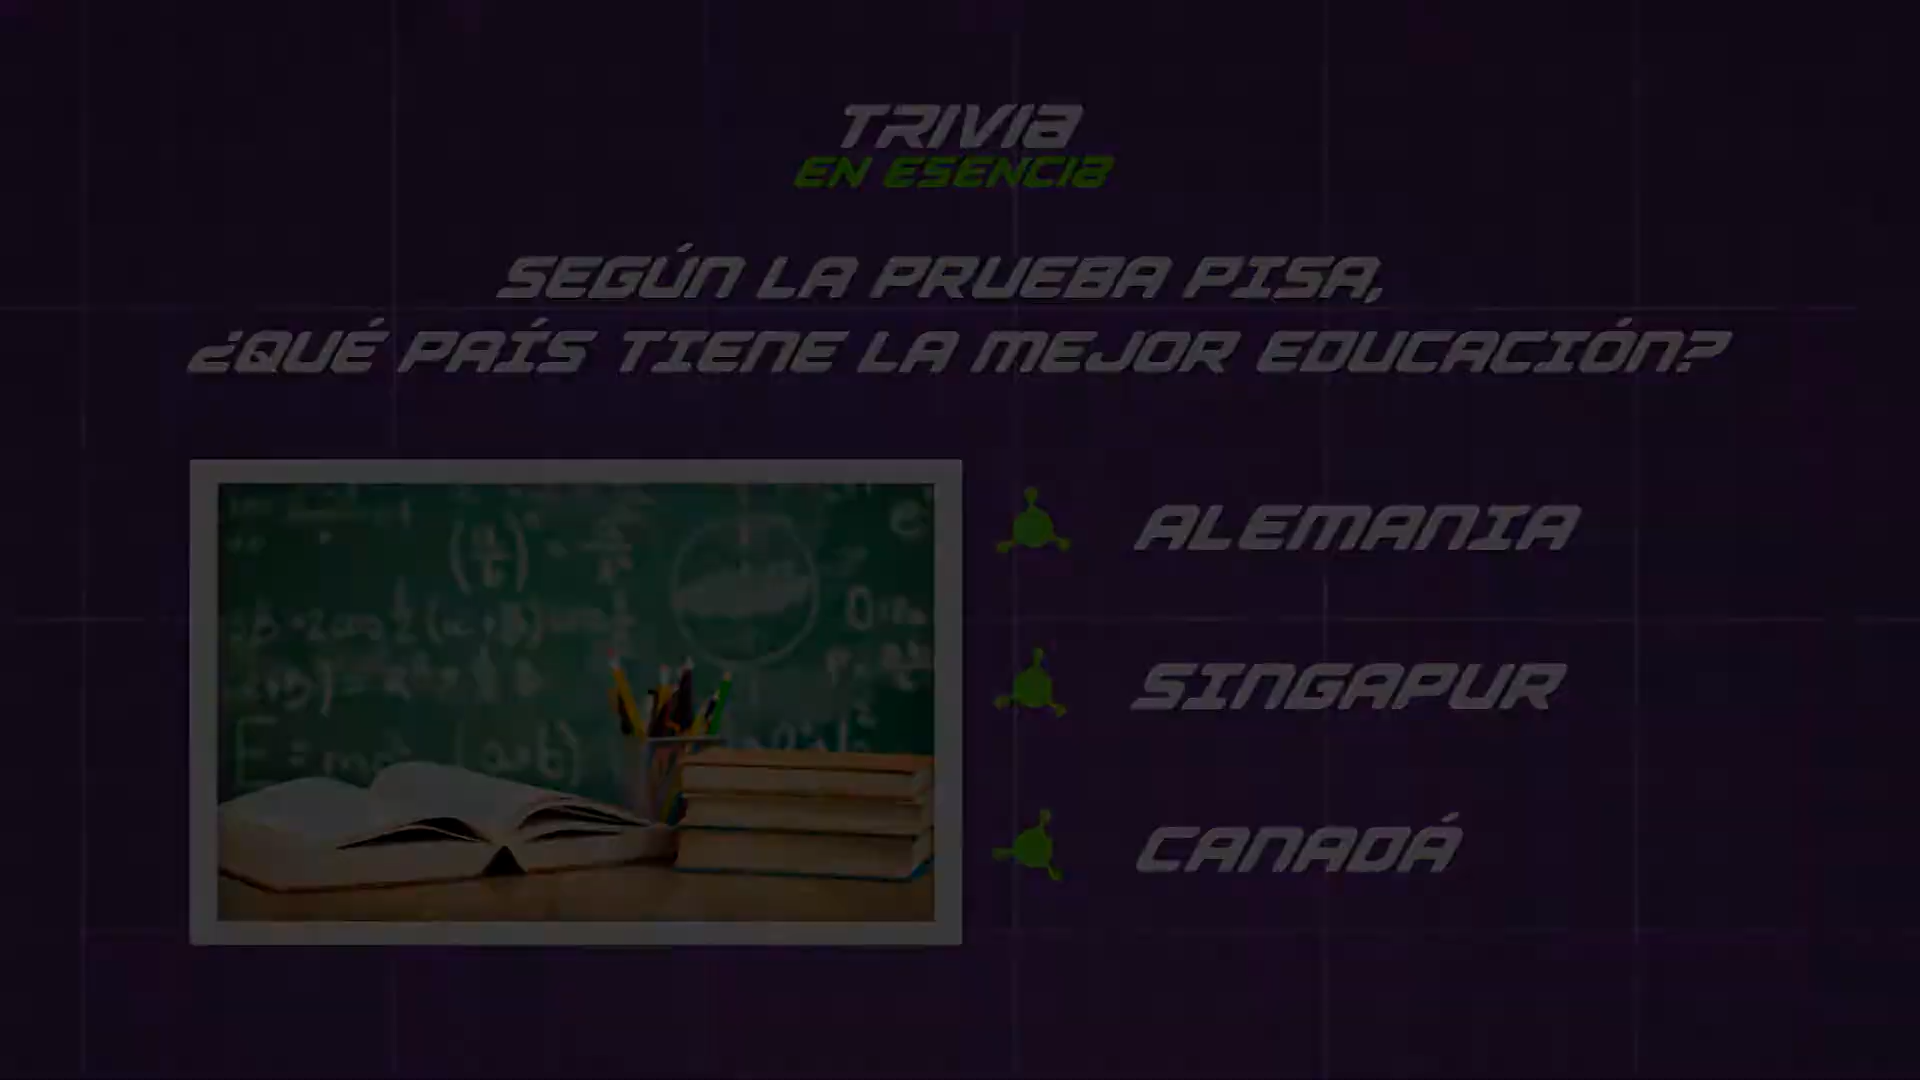 TRIVIA
EN ESENCIA
SEGÚN LA PRUEBA PISA,
¿QUÉ PAÍS TIENE LA MEJOR EDUCACIÓN?
ALEMANIA
SINGAPUR
CANADÁ